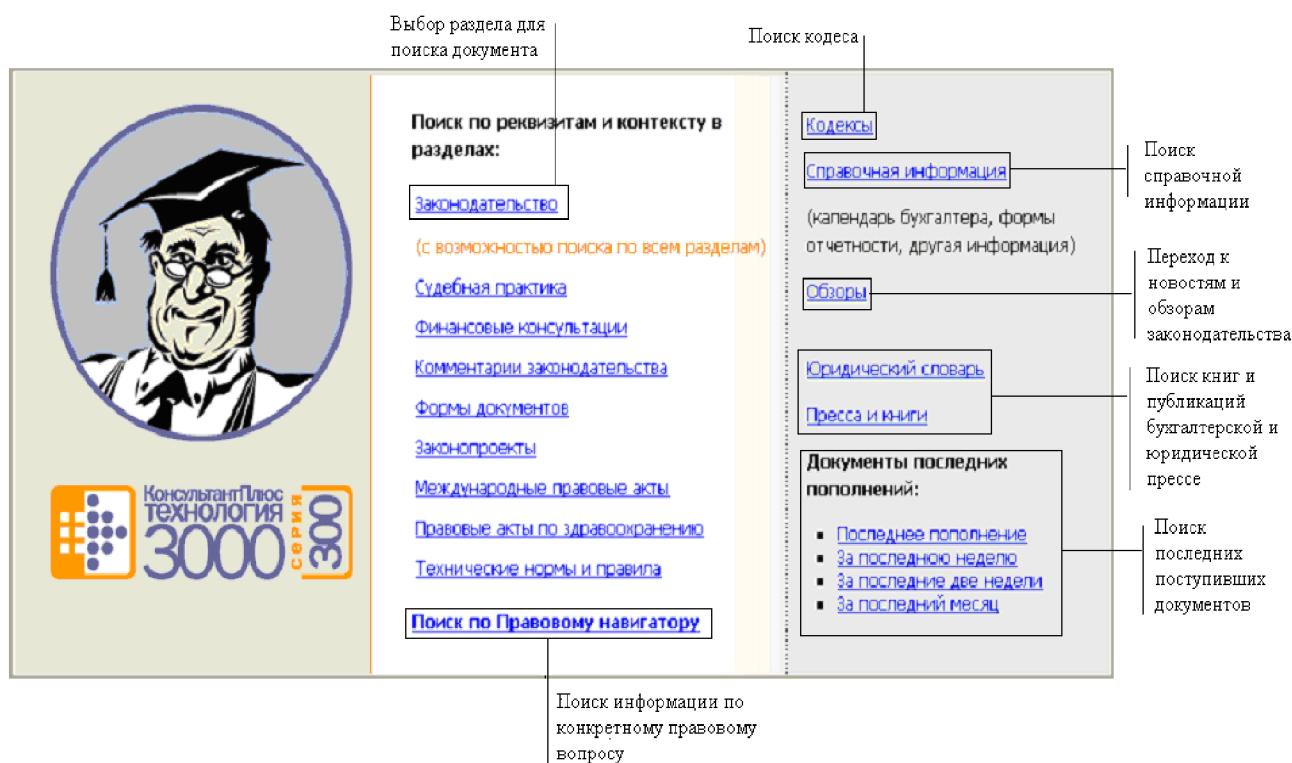 Выбор раздела для
поиска документа
Поиск кодеса
Поиск по реквизитам и контексту в
разделах:
Законодательство
(с возможностью поиска по всем разделам)
Судебная практика
Финансовые консультации
Комментарии законодательства
Формы документов
Законопроекты
Международные правовые акты
Правовые акты по здравоохранению
Технические нормы и правила
Поиск по Правовому навигатору
Кодексы
Справочная информация
(календарь бухгалтера, формы
отчетности, другая информация)
Обзоры
Юридический словарь
Пресса и книги
Документы последних
пополнений:
Последнее пополнение
За последнюю неделю
За последние две недели
За последний месяц
Поиск
справочной
информации
Переход к
новостям и
обзорам
законодательства
Поиск книг и
публикаций
бухгалтерской и
юридической
прессе
Поиск
последних
поступивших
документов
КонсультантПлюс
ТЕХНОЛОГИЯ
3000
серия
300
Поиск информации по
конкретному правовому
вопросу